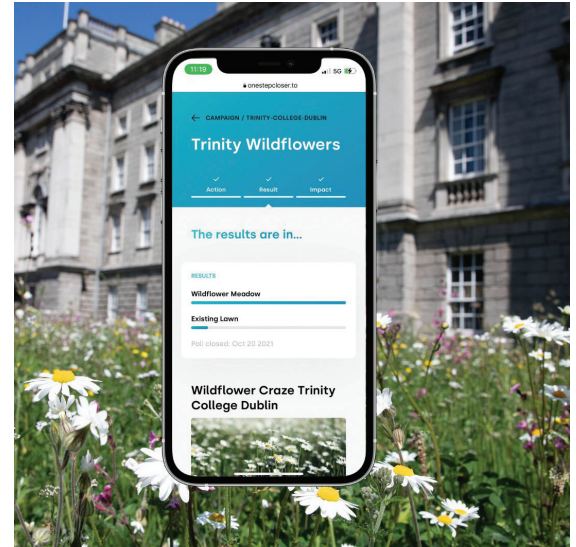 11:19
5G
onestepcloser.to
← CAMPAIGN / TRINITY-COLLEGE-DUBLIN
Trinity Wildflowers
Action Result Impact
The results are in...
RESULTS
Wildflower Meadow
Existing Lawn
Poll closed: Oct 20 2021
Wildflower Craze Trinity
College Dublin